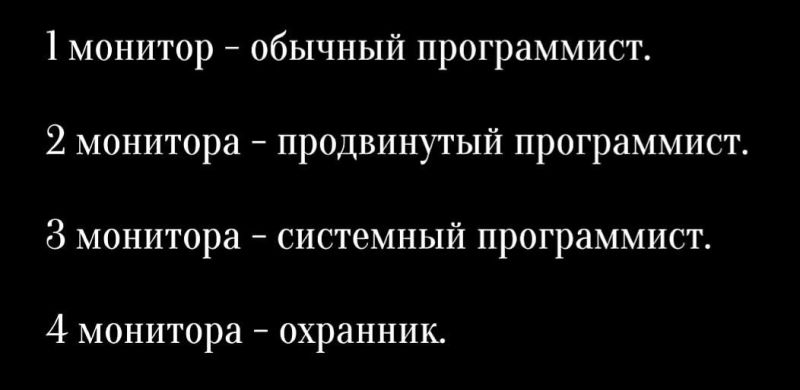 1 монитор - обычный программист.
2 монитора - продвинутый программист.
3 монитора - системный программист.
4 монитора - охранник.